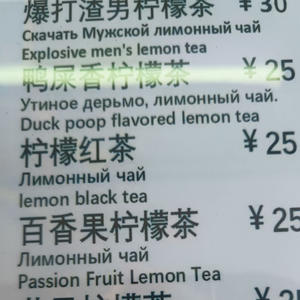 爆打渣男柠檬茶 ¥30
Скачать Мужской лимонный чай
Explosive men's lemon tea
鸭屎香柠檬茶 ¥25
Утиное дерьмо, лимонный чай.
Duck poop flavored lemon tea
柠檬红茶 ¥25
Лимонный чай
lemon black tea
百香果柠檬茶 ¥25
Лимонный чай
Passion Fruit Lemon Tea